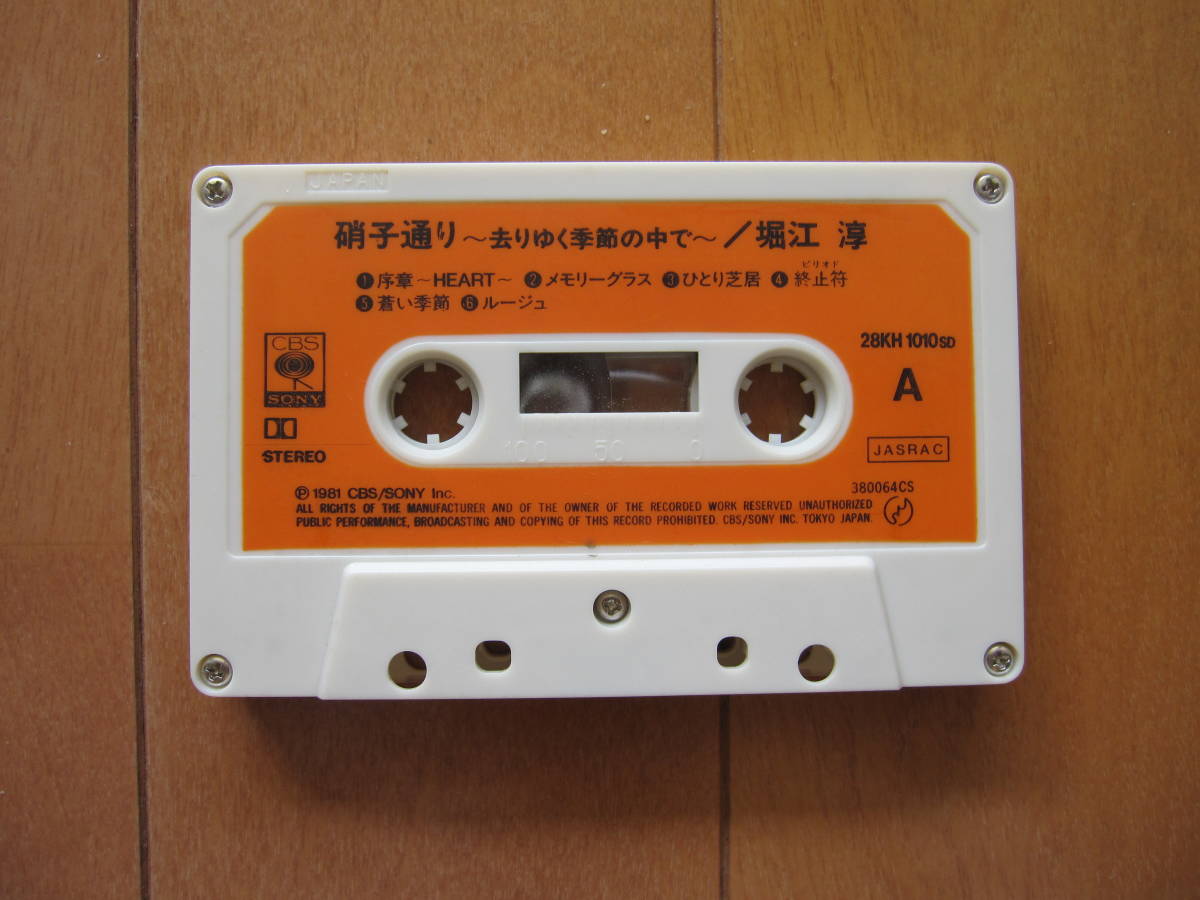 JAPAN
硝子通り～去りゆく季節の中で～／堀江 淳
ピリオド
❶序章～HEART～ ❷メモリーグラス ❸ひとり芝居 ❹終止符
❺蒼い季節 ❻ルージュ
CBS
SONY
STEREO
28KH 1010SD
A
100 50 0
JASRAC
380064CS
Ⓟ1981 CBS/SONY Inc.
ALL RIGHTS OF THE MANUFACTURER AND OF THE OWNER OF THE RECORDED WORK RESERVED UNAUTHORIZED
PUBLIC PERFORMANCE, BROADCASTING AND COPYING OF THIS RECORD PROHIBITED. CBS/SONY INC. TOKYO JAPAN.